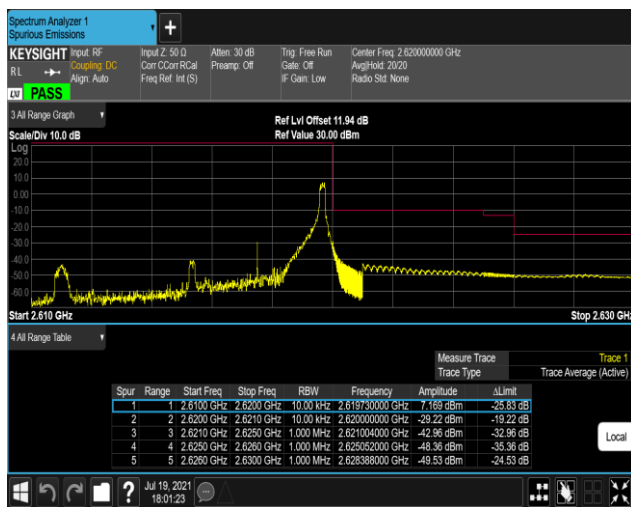 Spectrum Analyzer 1
Spurious Emissions
KEYSIGHT Input: RF Input Z: 50 Ω Atten: 30 dB Trig: Free Run Center Freq: 2.620000000 GHz
RL Coupling: DC Corr CCorr RCal Preamp: Off Gate: Off Avg|Hold: 20/20
Align: Auto Freq Ref: Int (S) IF Gain: Low Radio Std: None
LXI PASS
3 All Range Graph
Ref Lvl Offset 11.94 dB
Scale/Div 10.0 dB Ref Value 30.00 dBm
Log
20.0
10.0
0.00
-10.0
-20.0
-30.0
-40.0
-50.0
-60.0
Start 2.610 GHz Stop 2.630 GHz
4 All Range Table
Measure Trace Trace 1
Trace Type Trace Average (Active)
Spur Range Start Freq Stop Freq RBW Frequency Amplitude ΔLimit
1 1 2.6100 GHz 2.6200 GHz 10.00 kHz 2.619730000 GHz 7.169 dBm -25.83 dB
2 2 2.6200 GHz 2.6210 GHz 10.00 kHz 2.620000000 GHz -29.22 dBm -19.22 dB
3 3 2.6210 GHz 2.6250 GHz 1.000 MHz 2.621004000 GHz -42.96 dBm -32.96 dB
4 4 2.6250 GHz 2.6260 GHz 1.000 MHz 2.625052000 GHz -48.36 dBm -35.36 dB
5 5 2.6260 GHz 2.6300 GHz 1.000 MHz 2.628388000 GHz -49.53 dBm -24.53 dB
Local
? Jul 19, 2021
18:01:23